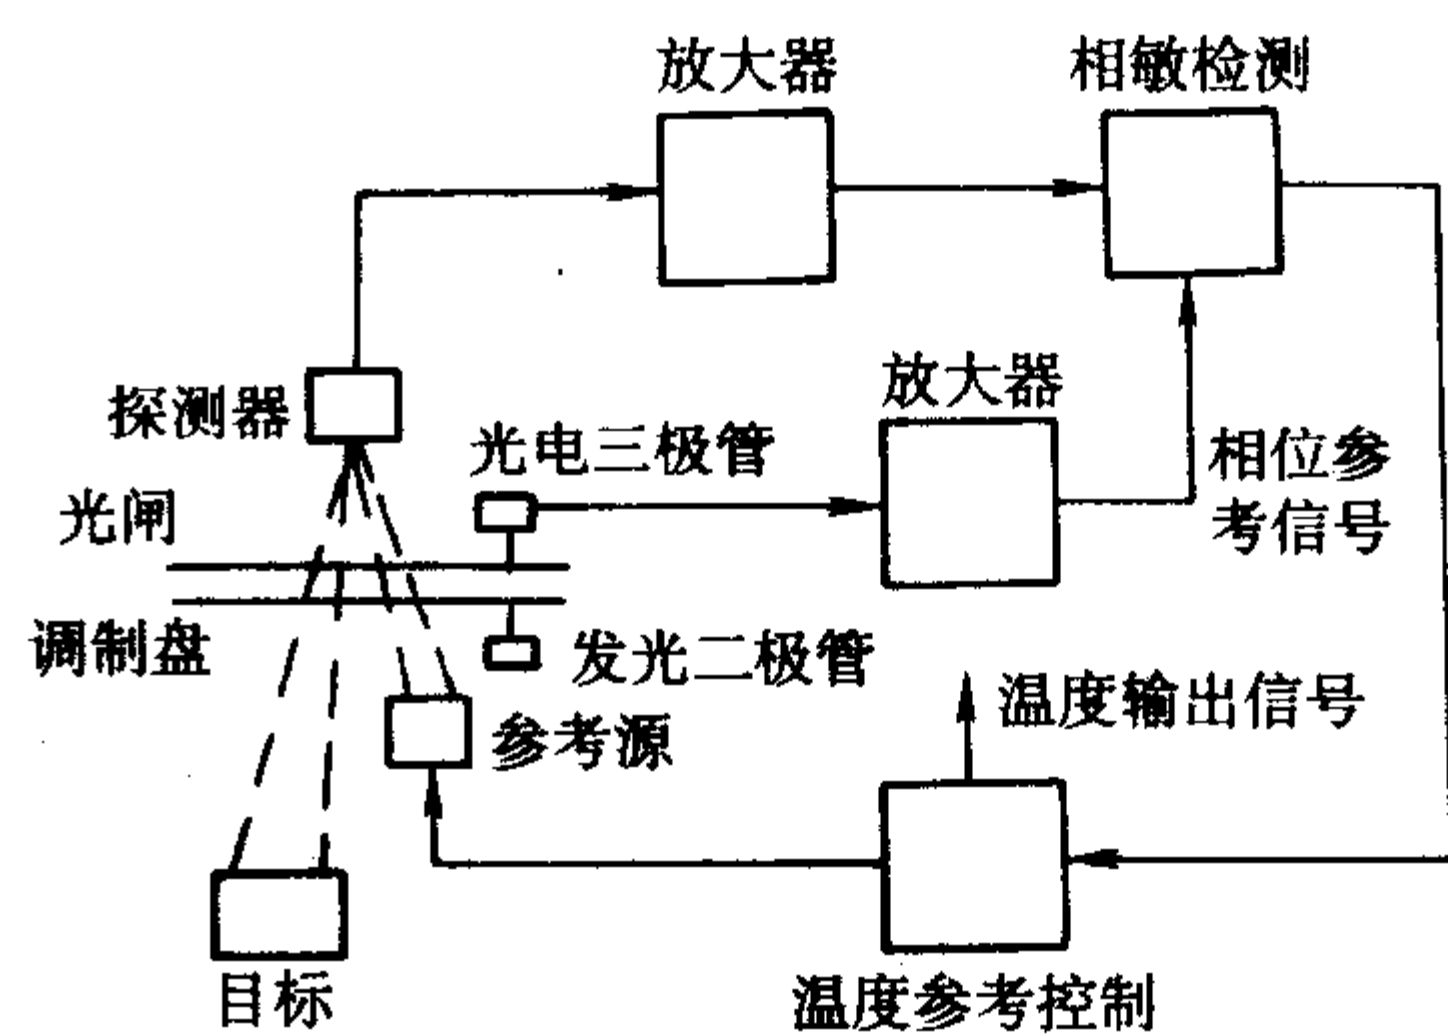 放大器
相敏检测
探测器
放大器
光电三极管
相位参
考信号
光闸
调制盘
发光二极管
温度输出信号
参考源
目标
温度参考控制